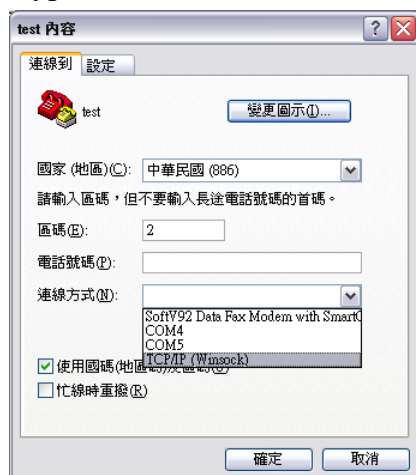 test 內容
連線到 設定
test
變更圖示(I)...
國家 (地區)(C): 中華民國 (886)
請輸入區碼，但不要輸入長途電話號碼的首碼。
區碼(E): 2
電話號碼(P):
連線方式(N):
SoftV92 Data Fax Modem with Smart
COM4
COM5
TCP/IP (Winsock)
使用國碼(地
忙線時重撥(R)
確定 取消